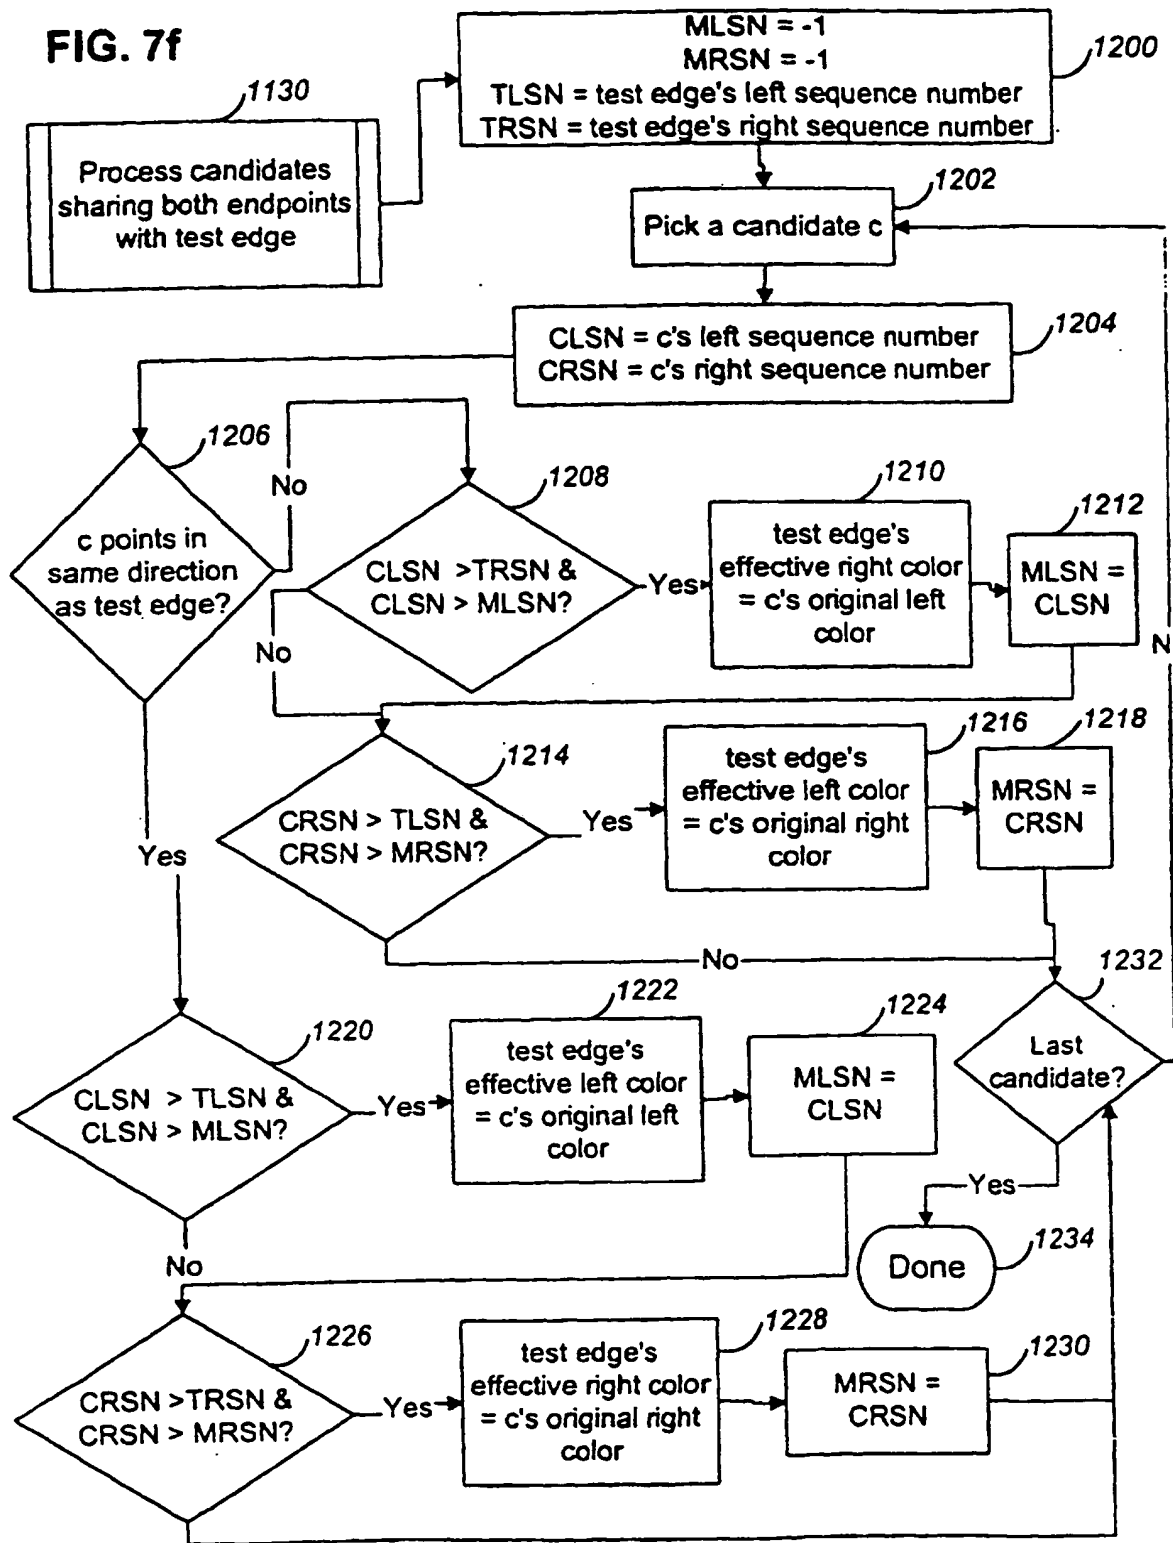 FIG. 7f
1130
Process candidates
sharing both endpoints
with test edge
MLSN = -1
MRSN = -1
TLSN = test edge's left sequence number
TRSN = test edge's right sequence number
1200
1202
Pick a candidate c
1204
CLSN = c's left sequence number
CRSN = c's right sequence number
1206
c points in
same direction
as test edge?
No
Yes
1208
CLSN >TRSN &
CLSN > MLSN?
Yes
No
1210
test edge's
effective right color
= c's original left
color
1212
MLSN =
CLSN
N
1214
CRSN > TLSN &
CRSN > MRSN?
Yes
No
1216
test edge's
effective left color
= c's original right
color
1218
MRSN =
CRSN
1220
CLSN > TLSN &
CLSN > MLSN?
Yes
No
1222
test edge's
effective left color
= c's original left
color
1224
MLSN =
CLSN
1232
Last
candidate?
Yes
1234
Done
1226
CRSN >TRSN &
CRSN > MRSN?
Yes
1228
test edge's
effective right color
= c's original right
color
1230
MRSN =
CRSN